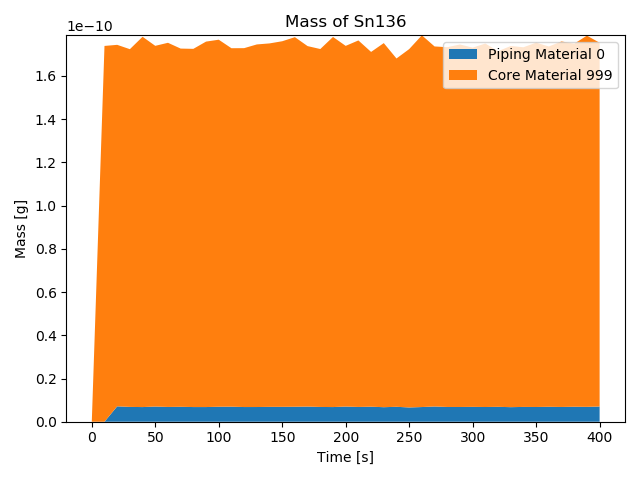 Mass of Sn136
1e−10
Piping Material 0
Core Material 999
1.6
1.4
1.2
1.0
0.8
0.6
0.4
0.2
0.0
Mass [g]
0 50 100 150 200 250 300 350 400
Time [s]